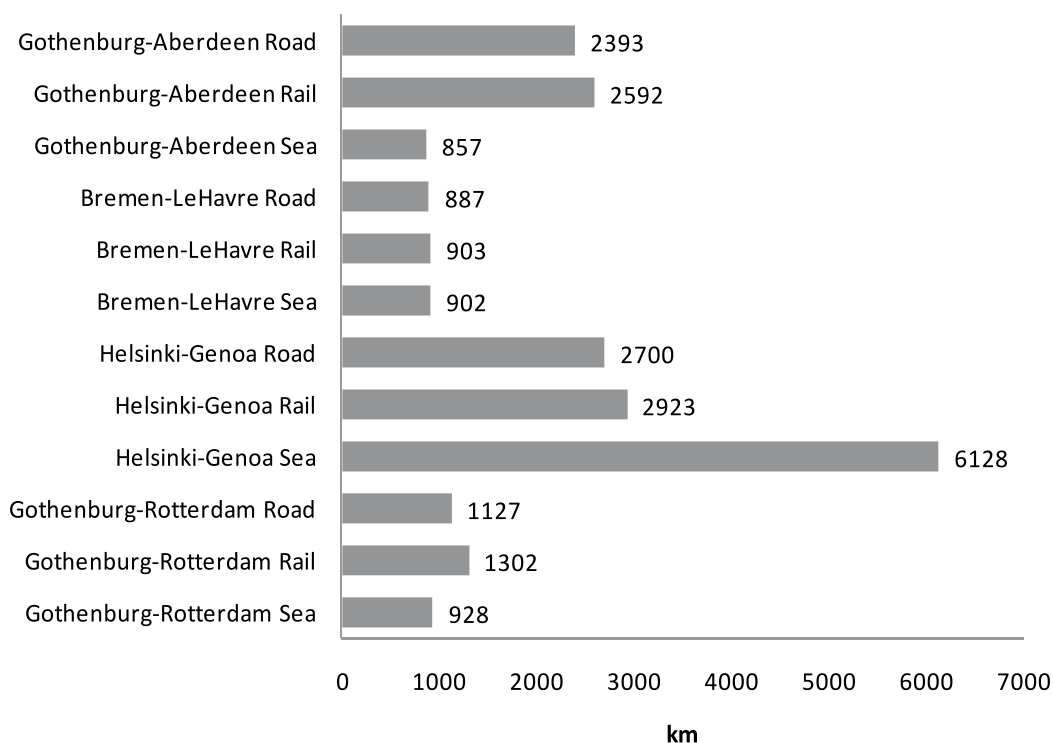 Gothenburg-Aberdeen Road 2393
Gothenburg-Aberdeen Rail 2592
Gothenburg-Aberdeen Sea 857
Bremen-LeHavre Road 887
Bremen-LeHavre Rail 903
Bremen-LeHavre Sea 902
Helsinki-Genoa Road 2700
Helsinki-Genoa Rail 2923
Helsinki-Genoa Sea 6128
Gothenburg-Rotterdam Road 1127
Gothenburg-Rotterdam Rail 1302
Gothenburg-Rotterdam Sea 928
0 1000 2000 3000 4000 5000 6000 7000
km